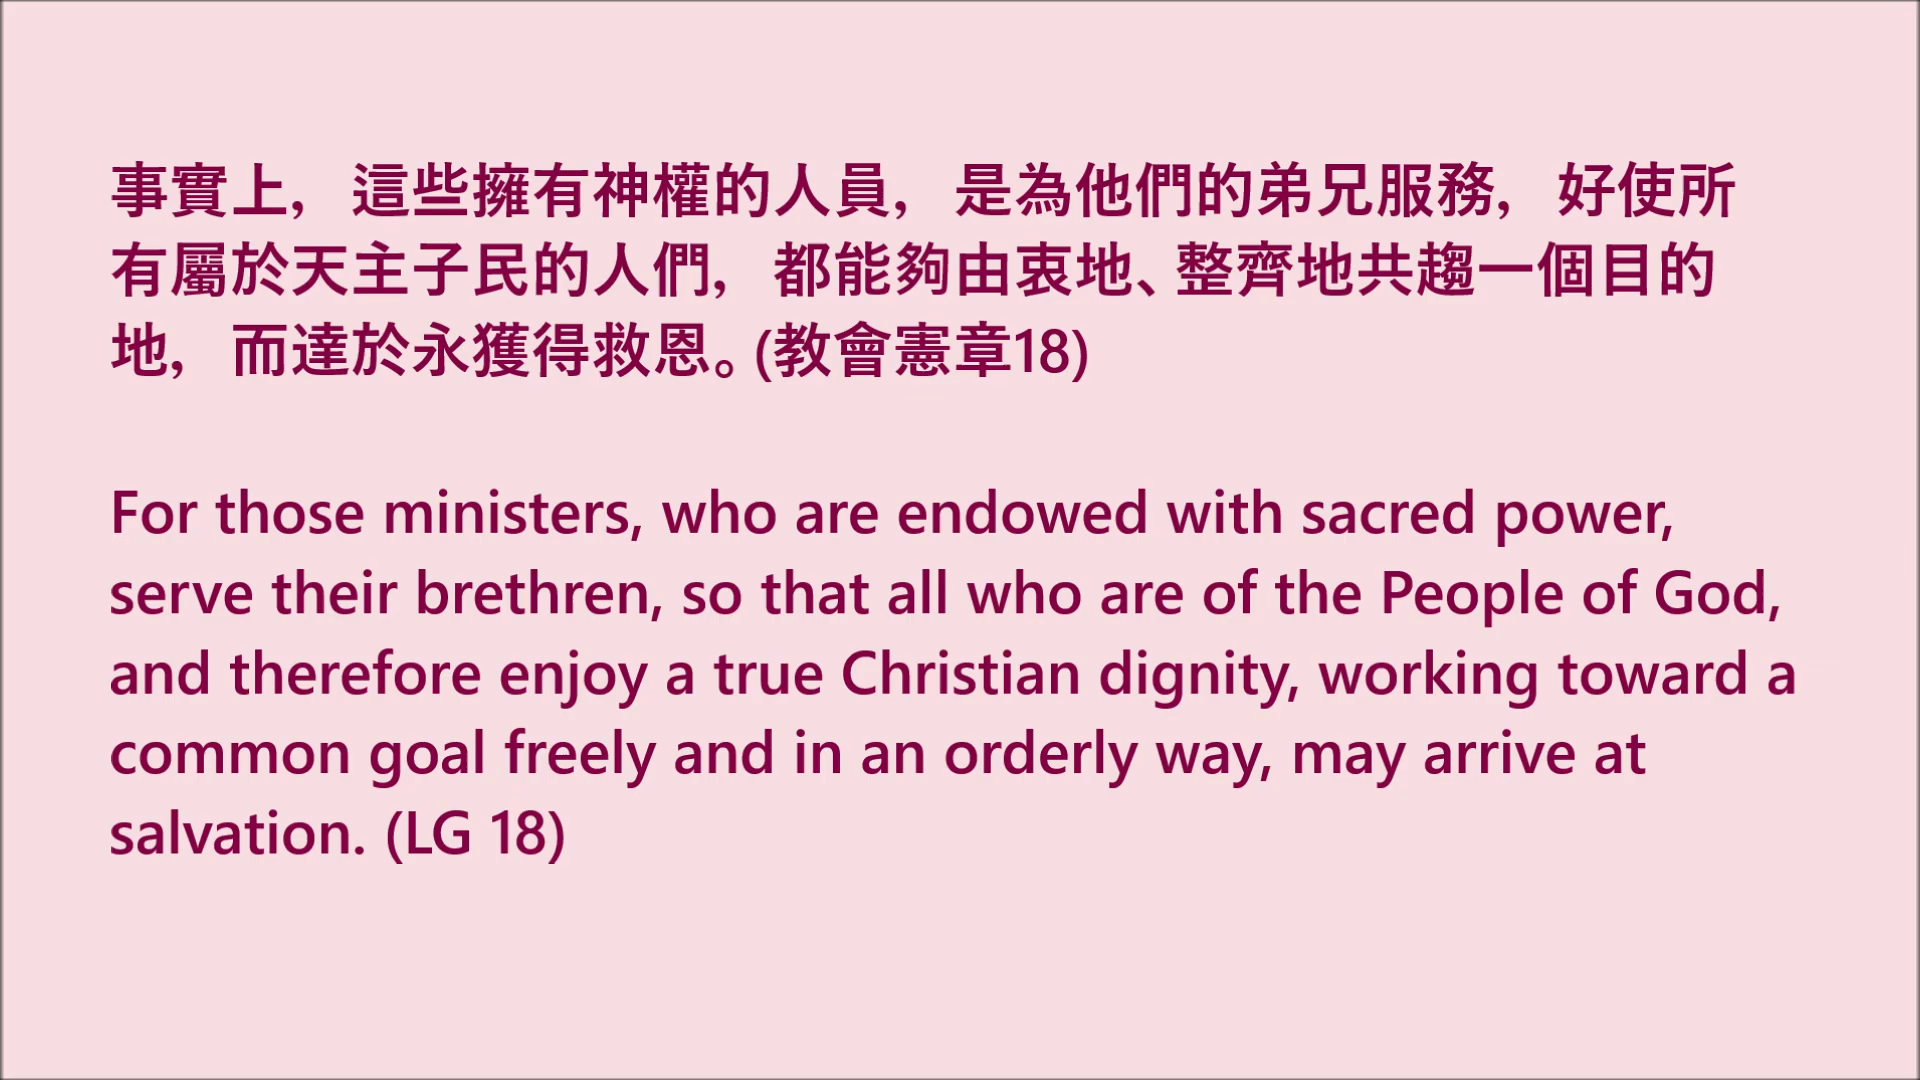 事實上，這些擁有神權的人員，是為他們的弟兄服務，好使所
有屬於天主子民的人們，都能夠由衷地、整齊地共趨一個目的
地，而達於永獲得救恩。(教會憲章18)
For those ministers, who are endowed with sacred power,
serve their brethren, so that all who are of the People of God,
and therefore enjoy a true Christian dignity, working toward a
common goal freely and in an orderly way, may arrive at
salvation. (LG 18)